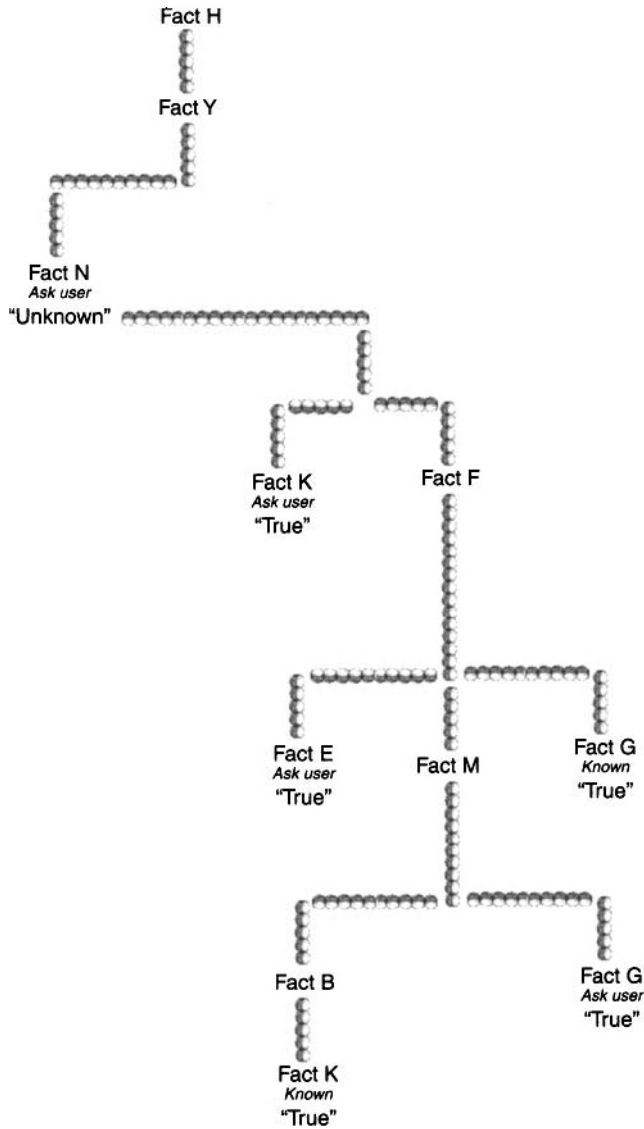 Fact H
Fact Y
Fact N
Ask user
“Unknown”
Fact K
Ask user
“True”
Fact F
Fact E
Ask user
“True”
Fact M
Fact G
Known
“True”
Fact B
Fact G
Ask user
“True”
Fact K
Known
“True”